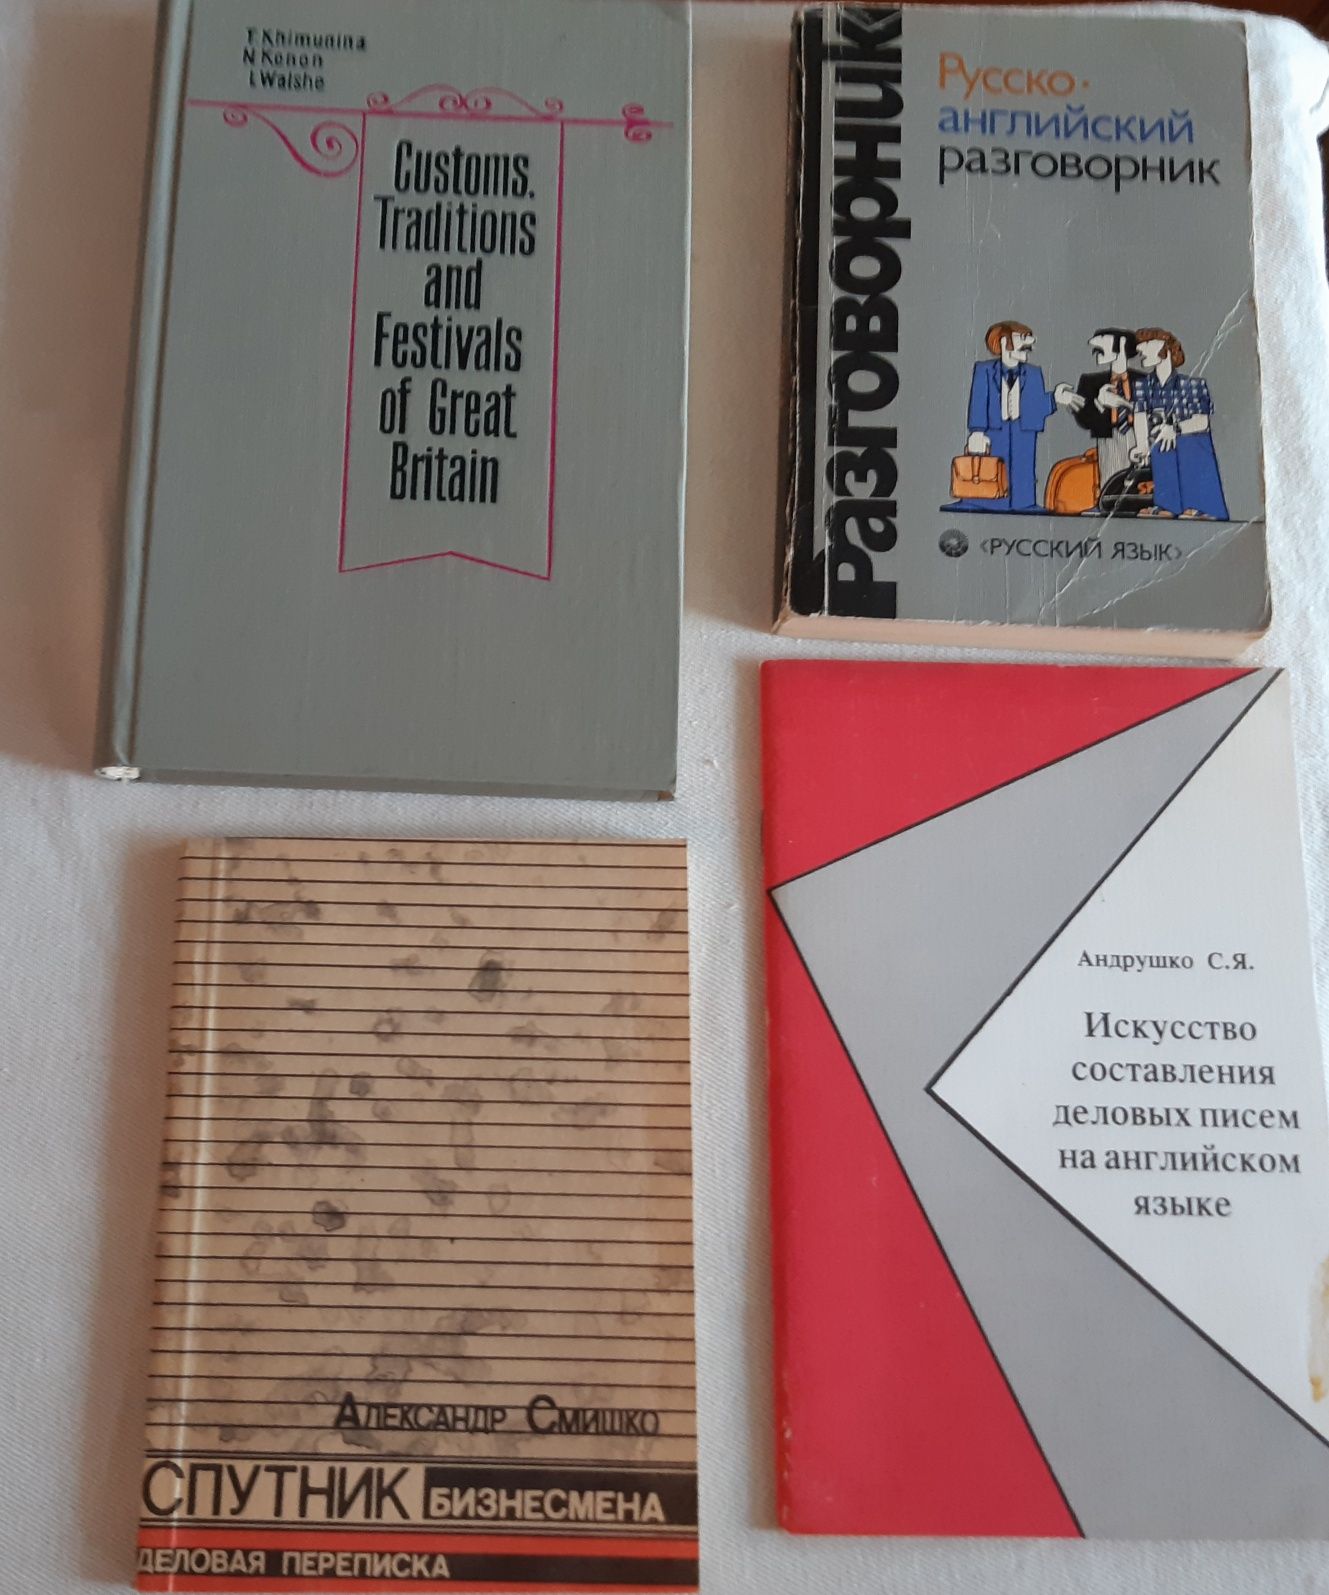 T. Khimunina
N. Konon
I. Walshe
Customs.
Traditions
and
Festivals
of Great
Britain
Разговорник
Русско-
английский
разговорник
«РУССКИЙ ЯЗЫК»
Александр Смишко
СПУТНИК БИЗНЕСМЕНА
ДЕЛОВАЯ ПЕРЕПИСКА
Андрушко С.Я.
Искусство
составления
деловых писем
на английском
языке